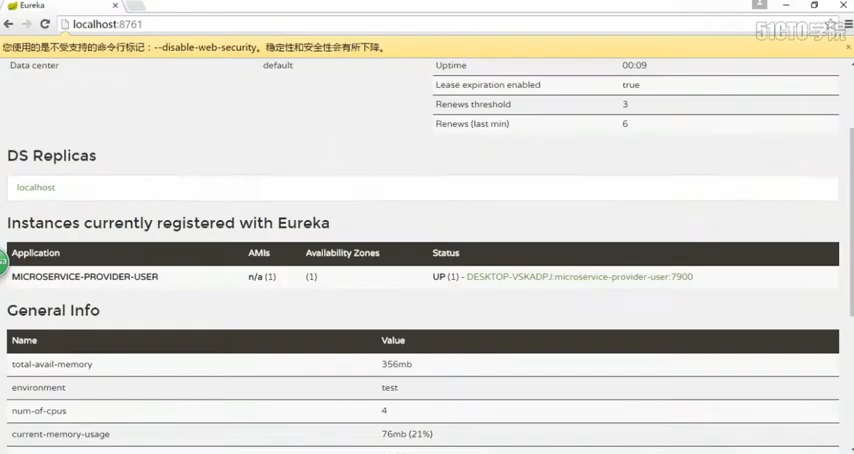 Eureka
localhost:8761
51CTO学院
您使用的是不受支持的命令行标记：--disable-web-security。稳定性和安全性会有所下降。
Data center default Uptime 00:09
Lease expiration enabled true
Renews threshold 3
Renews (last min) 6
DS Replicas
localhost
Instances currently registered with Eureka
Application AMIs Availability Zones Status
MICROSERVICE-PROVIDER-USER n/a (1) (1) UP (1) - DESKTOP-VSKADPJ:microservice-provider-user:7900
53
General Info
Name Value
total-avail-memory 356mb
environment test
num-of-cpus 4
current-memory-usage 76mb (21%)